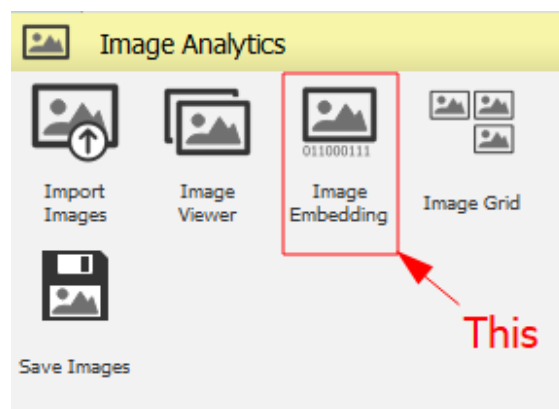 Image Analytics
011000111
Import
Images
Image
Viewer
Image
Embedding
Image Grid
This
Save Images